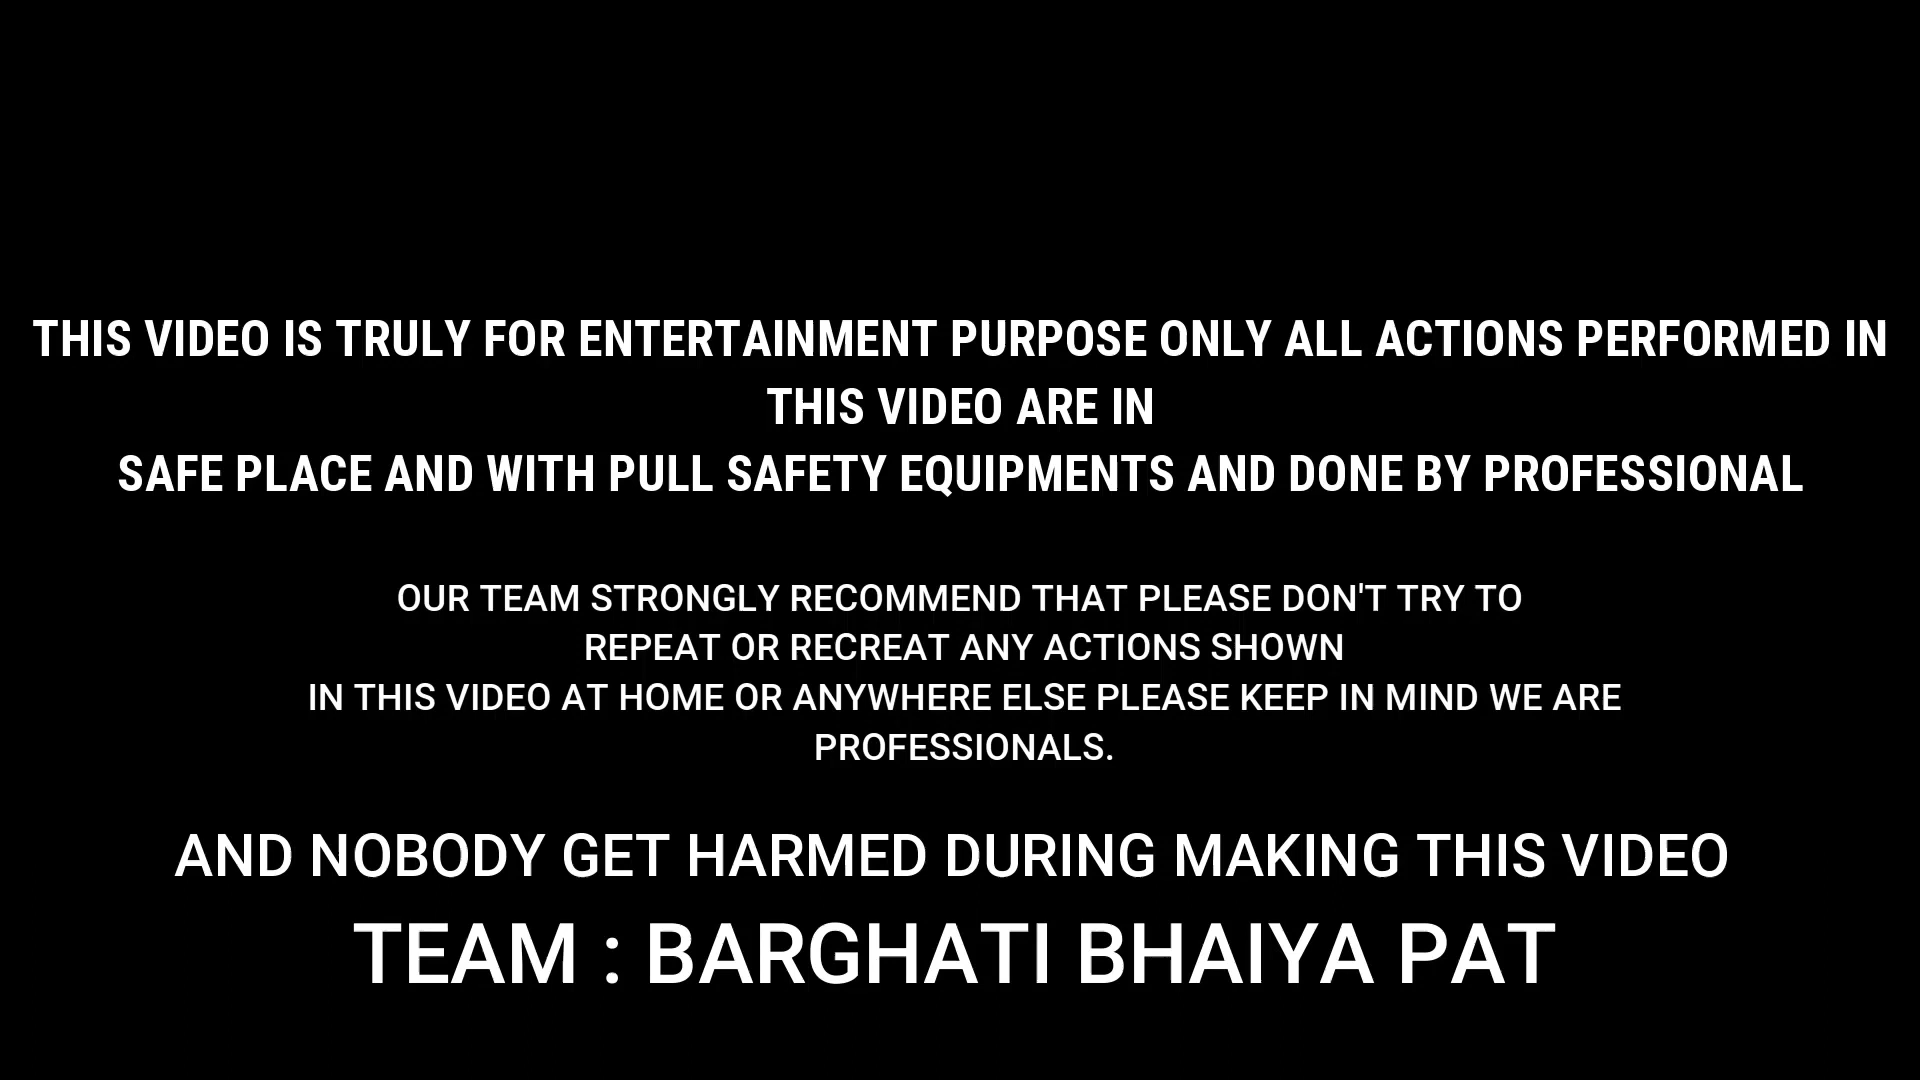 THIS VIDEO IS TRULY FOR ENTERTAINMENT PURPOSE ONLY ALL ACTIONS PERFORMED IN
THIS VIDEO ARE IN
SAFE PLACE AND WITH PULL SAFETY EQUIPMENTS AND DONE BY PROFESSIONAL
OUR TEAM STRONGLY RECOMMEND THAT PLEASE DON'T TRY TO
REPEAT OR RECREAT ANY ACTIONS SHOWN
IN THIS VIDEO AT HOME OR ANYWHERE ELSE PLEASE KEEP IN MIND WE ARE
PROFESSIONALS.
AND NOBODY GET HARMED DURING MAKING THIS VIDEO
TEAM : BARGHATI BHAIYA PAT